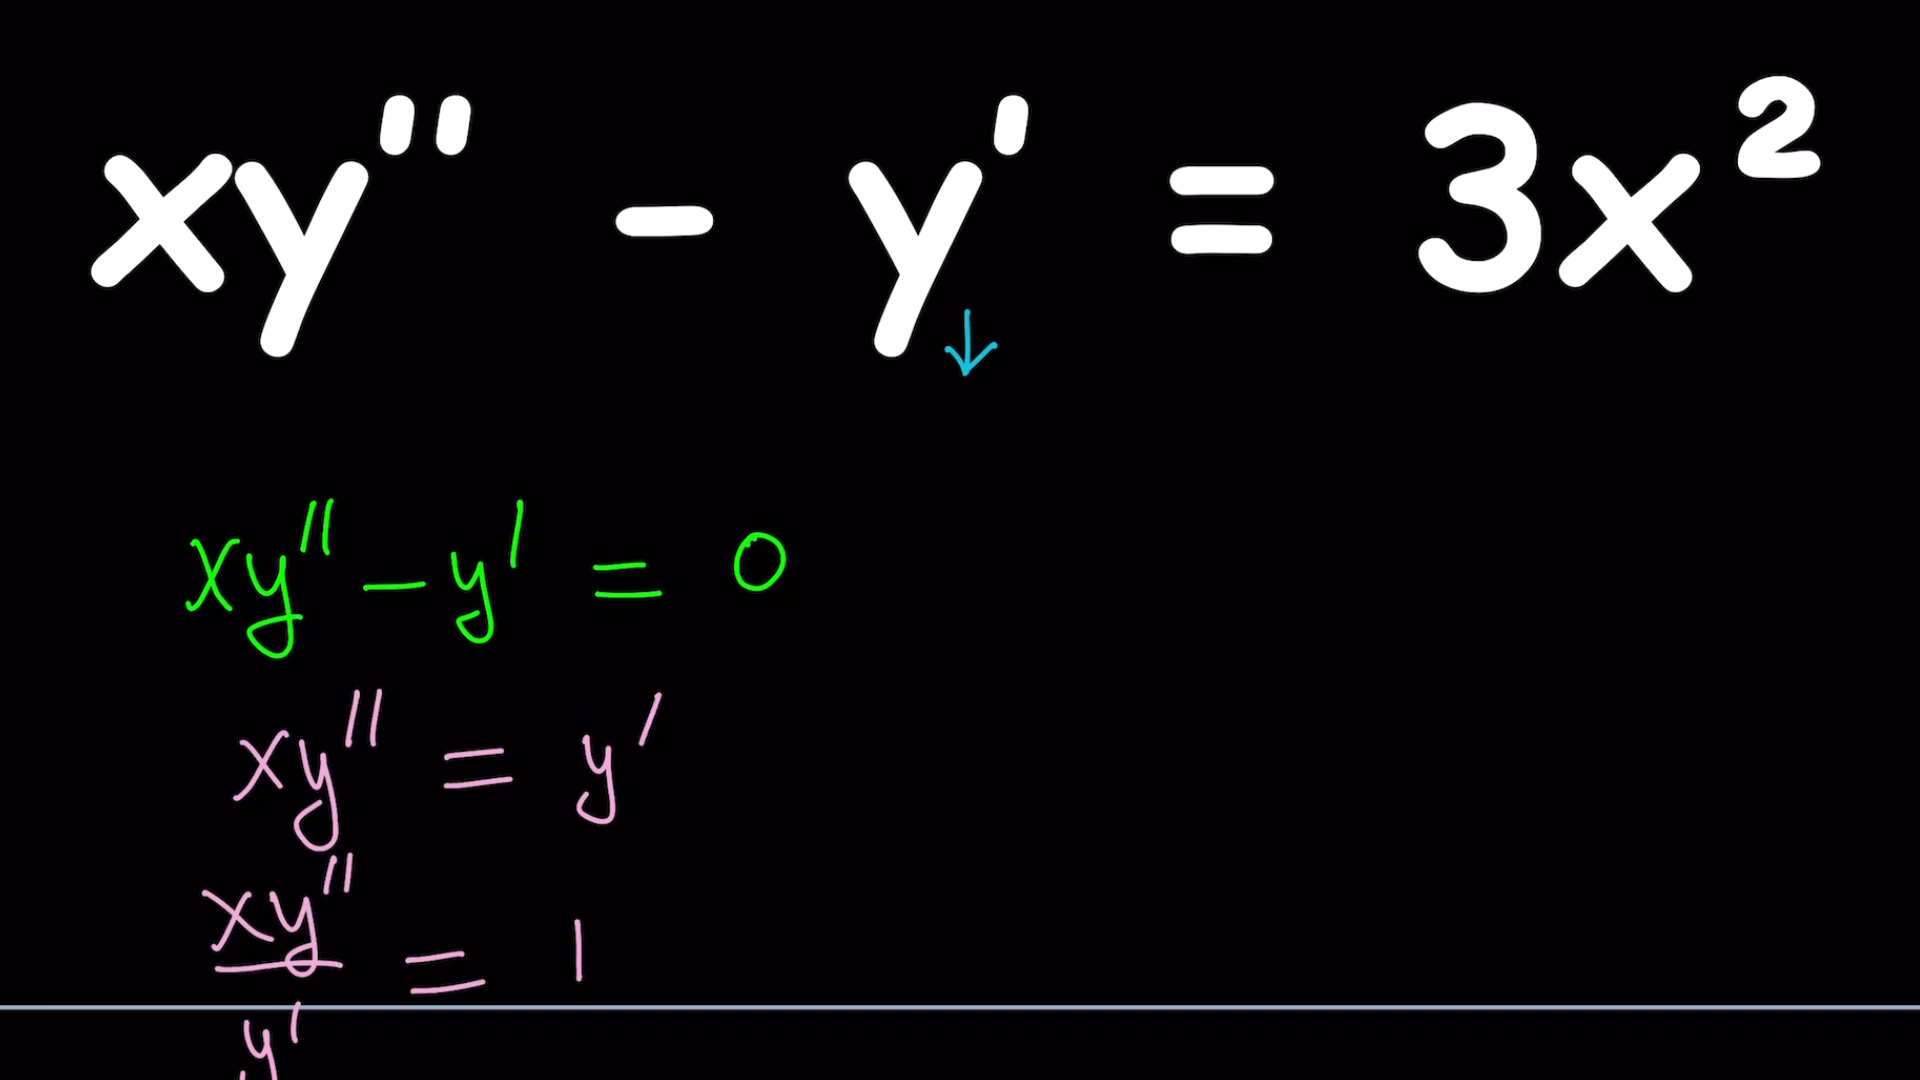 xy'' - y' = 3x²
xy'' - y' = 0
xy'' = y'
xy''/y' = 1